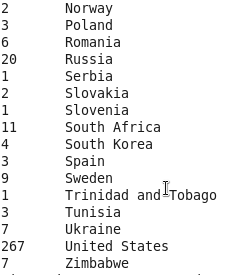 2 Norway
3 Poland
6 Romania
20 Russia
1 Serbia
2 Slovakia
1 Slovenia
11 South Africa
4 South Korea
3 Spain
9 Sweden
1 Trinidad and Tobago
3 Tunisia
7 Ukraine
267 United States
7 Zimbabwe